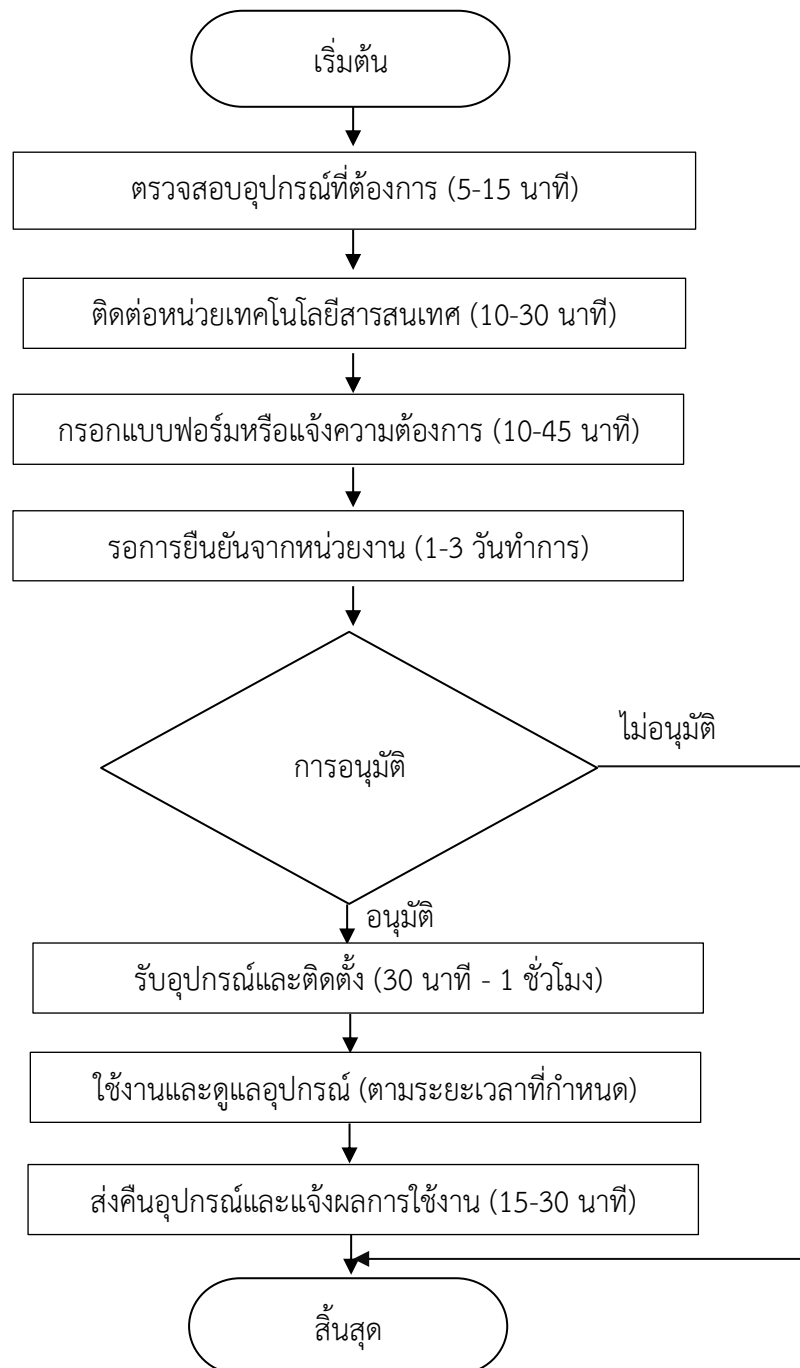 เริ่มต้น
ตรวจสอบอุปกรณ์ที่ต้องการ (5-15 นาที)
ติดต่อหน่วยเทคโนโลยีสารสนเทศ (10-30 นาที)
กรอกแบบฟอร์มหรือแจ้งความต้องการ (10-45 นาที)
รอการยืนยันจากหน่วยงาน (1-3 วันทำการ)
ไม่อนุมัติ
การอนุมัติ
อนุมัติ
รับอุปกรณ์และติดตั้ง (30 นาที - 1 ชั่วโมง)
ใช้งานและดูแลอุปกรณ์ (ตามระยะเวลาที่กำหนด)
ส่งคืนอุปกรณ์และแจ้งผลการใช้งาน (15-30 นาที)
สิ้นสุด